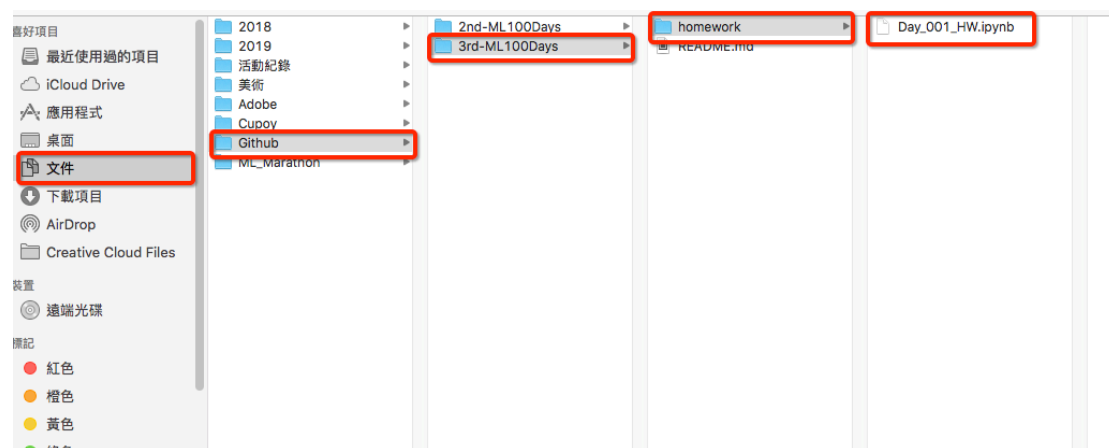 喜好項目
最近使用過的項目
iCloud Drive
應用程式
桌面
文件
下載項目
AirDrop
Creative Cloud Files
裝置
遠端光碟
標記
紅色
橙色
黃色
2018
2019
活動紀錄
美術
Adobe
Cupoy
Github
ML_Marathon
2nd-ML100Days
3rd-ML100Days
homework
README.md
Day_001_HW.ipynb